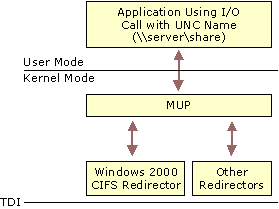 Application Using I/O
Call with UNC Name
(\\server\share)
User Mode
Kernel Mode
MUP
Windows 2000
CIFS Redirector
Other
Redirectors
TDI